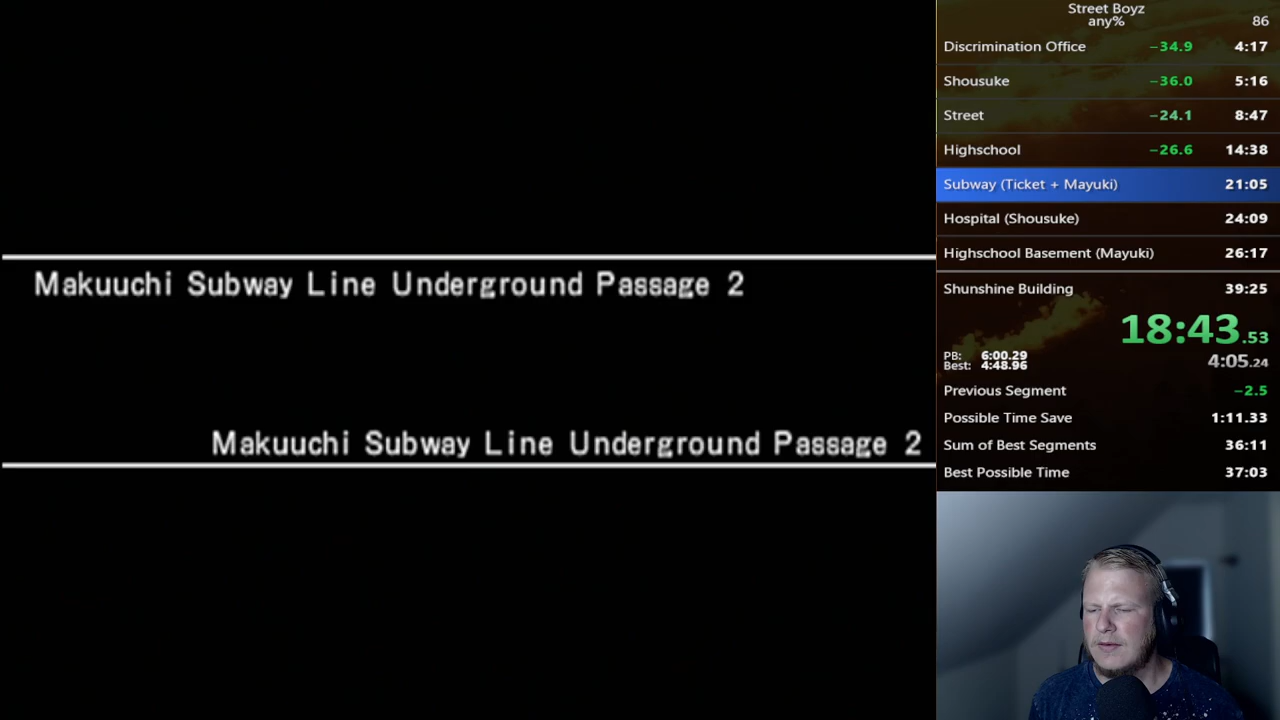 Makuuchi Subway Line Underground Passage 2
Makuuchi Subway Line Underground Passage 2
Street Boyz
any% 86
Discrimination Office -34.9 4:17
Shousuke -36.0 5:16
Street -24.1 8:47
Highschool -26.6 14:38
Subway (Ticket + Mayuki) 21:05
Hospital (Shousuke) 24:09
Highschool Basement (Mayuki) 26:17
Shunshine Building 39:25
18:43.53
PB: 6:00.29 4:05.24
Best: 4:48.96
Previous Segment -2.5
Possible Time Save 1:11.33
Sum of Best Segments 36:11
Best Possible Time 37:03